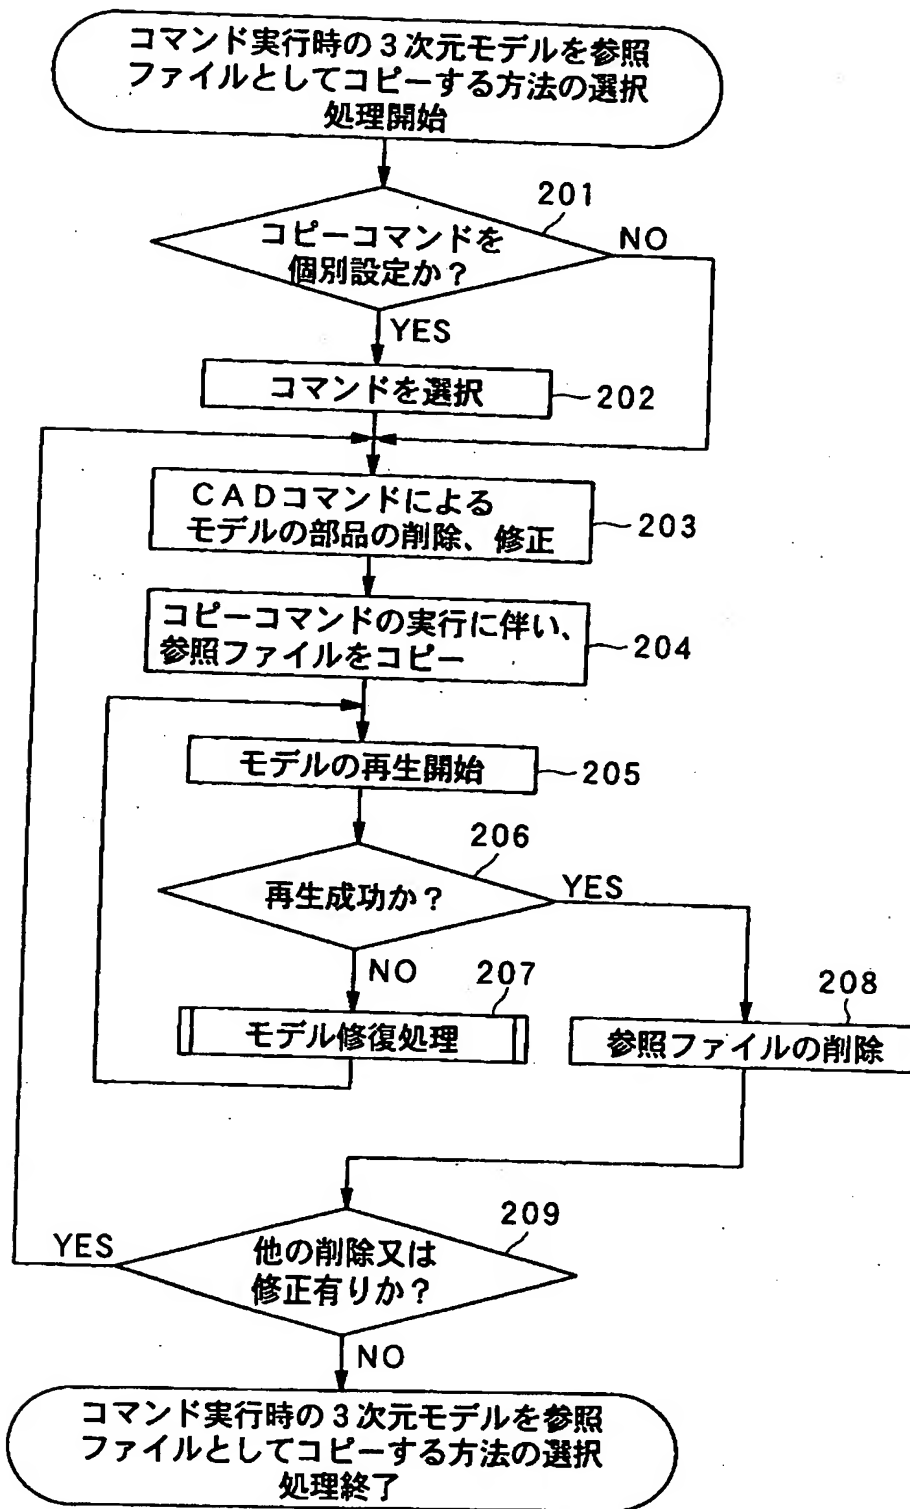 コマンド実行時の3次元モデルを参照
ファイルとしてコピーする方法の選択
処理開始
201
コピーコマンドを
個別設定か?
NO
YES
コマンドを選択
202
CADコマンドによる
モデルの部品の削除、修正
203
コピーコマンドの実行に伴い、
参照ファイルをコピー
204
モデルの再生開始
205
206
再生成功か?
YES
NO
207
モデル修復処理
208
参照ファイルの削除
209
YES
他の削除又は
修正有りか?
NO
コマンド実行時の3次元モデルを参照
ファイルとしてコピーする方法の選択
処理終了